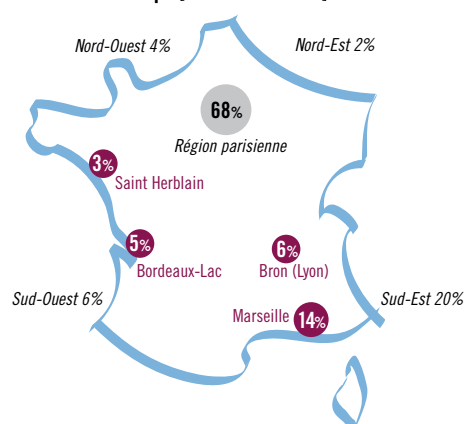 Nord-Ouest 4%
Nord-Est 2%
68%
Région parisienne
3%
Saint Herblain
5%
Bordeaux-Lac
6%
Bron (Lyon)
Sud-Ouest 6%
Sud-Est 20%
Marseille 14%